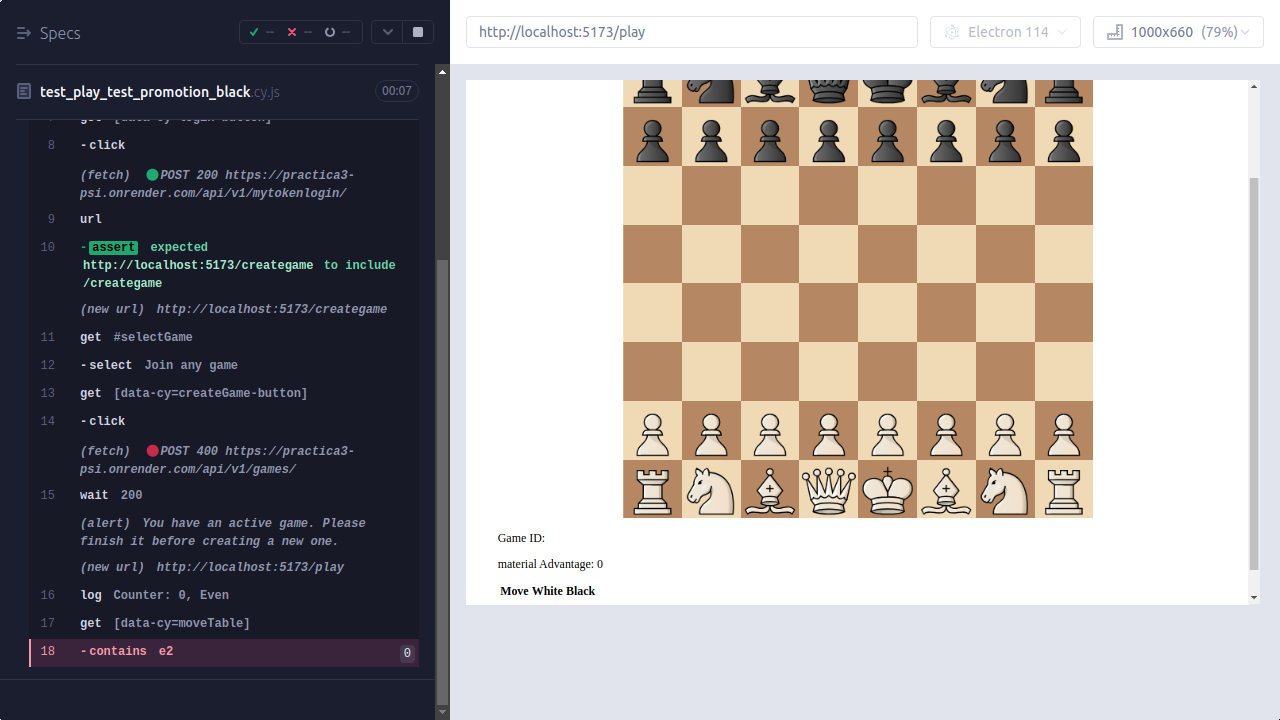 Specs
-- -- --
http://localhost:5173/play
Electron 114
1000x660 (79%)
test_play_test_promotion_black.cy.js
00:07
get [data-cy=login-button]
8 -click
(fetch) POST 200 https://practica3-
psi.onrender.com/api/v1/mytokenlogin/
9 url
10 -assert expected
http://localhost:5173/creategame to include
/creategame
(new url) http://localhost:5173/creategame
11 get #selectGame
12 -select Join any game
13 get [data-cy=createGame-button]
14 -click
(fetch) POST 400 https://practica3-
psi.onrender.com/api/v1/games/
15 wait 200
(alert) You have an active game. Please
finish it before creating a new one.
(new url) http://localhost:5173/play
16 log Counter: 0, Even
17 get [data-cy=moveTable]
18 -contains e2 0
Game ID:
material Advantage: 0
Move White Black